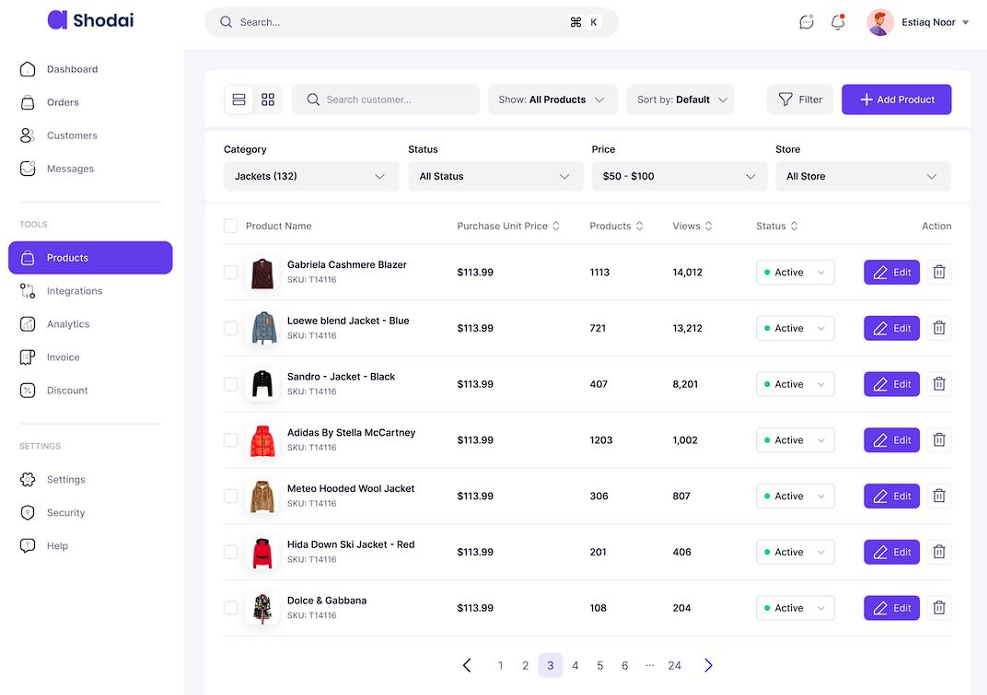 Shodai
Search...
⌘ K
Estiaq Noor
Dashboard
Orders
Customers
Messages
TOOLS
Products
Integrations
Analytics
Invoice
Discount
SETTINGS
Settings
Security
Help
Search customer...
Show: All Products
Sort by: Default
Filter
Add Product
Category
Status
Price
Store
Jackets (132)
All Status
$50 - $100
All Store
Product Name
Purchase Unit Price
Products
Views
Status
Action
Gabriela Cashmere Blazer
SKU: T14116
$113.99
1113
14,012
Active
Edit
Loewe blend Jacket - Blue
SKU: T14116
$113.99
721
13,212
Active
Edit
Sandro - Jacket - Black
SKU: T14116
$113.99
407
8,201
Active
Edit
Adidas By Stella McCartney
SKU: T14116
$113.99
1203
1,002
Active
Edit
Meteo Hooded Wool Jacket
SKU: T14116
$113.99
306
807
Active
Edit
Hida Down Ski Jacket - Red
SKU: T14116
$113.99
201
406
Active
Edit
Dolce & Gabbana
SKU: T14116
$113.99
108
204
Active
Edit
1 2 3 4 5 6 ... 24